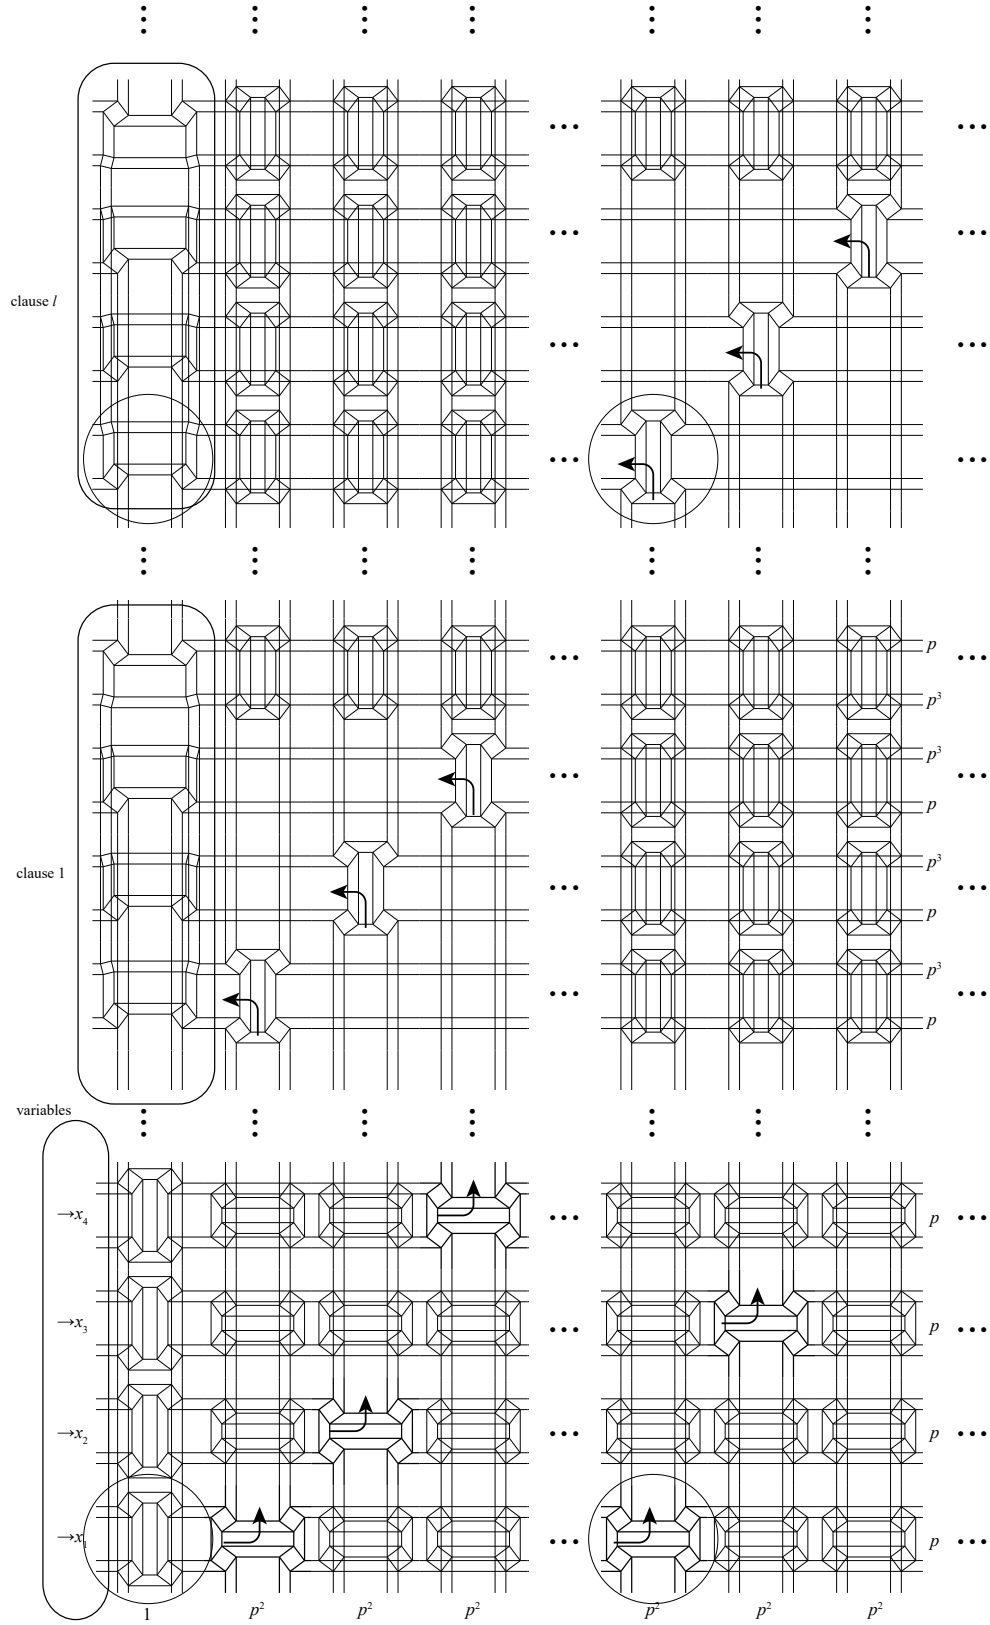 clause l
p
p³
p³
p
p³
clause 1
p
p³
p
variables
→x₄
p
→x₃
p
→x₂
p
→x₁
p
1
p²
p²
p²
p²
p²
p²